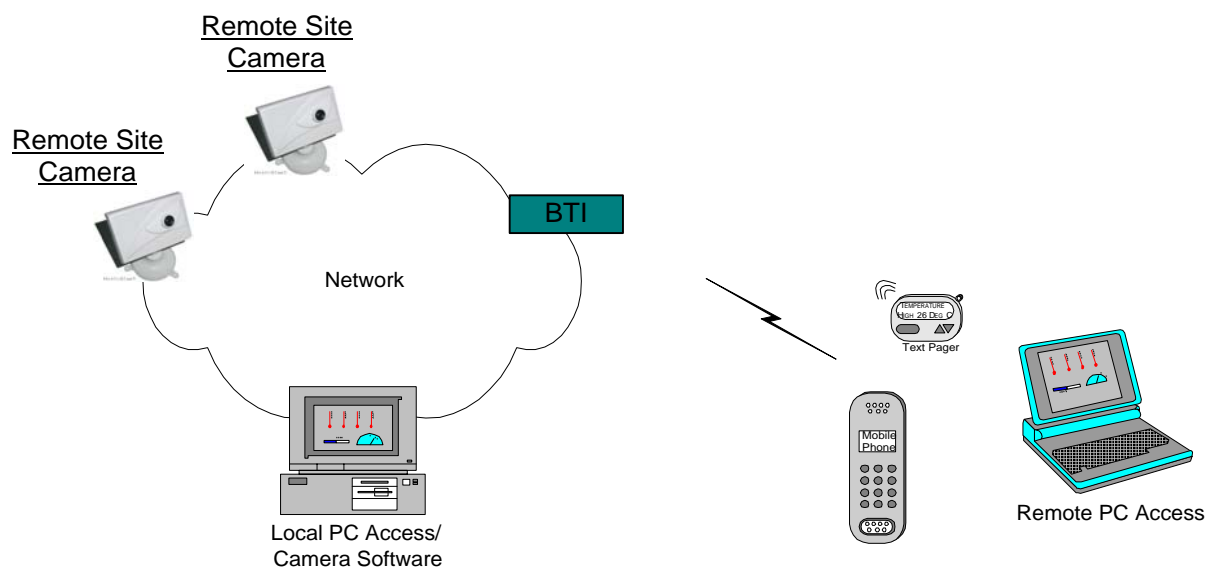 Remote Site
Camera
Remote Site
Camera
BTI
Network
TEMPERATURE
HIGH 26 DEG C
Text Pager
Mobile
Phone
Local PC Access/
Camera Software
Remote PC Access